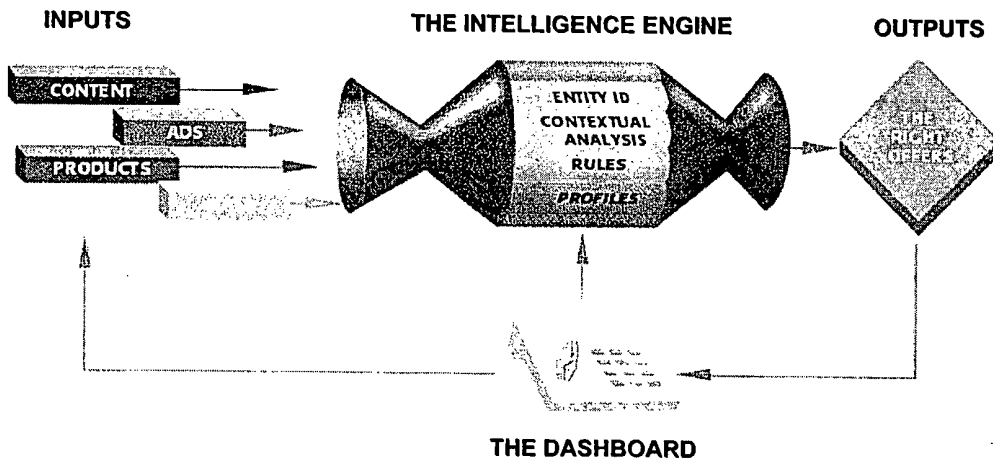 INPUTS
THE INTELLIGENCE ENGINE
OUTPUTS
CONTENT
ADS
PRODUCTS
ENTITY ID
CONTEXTUAL
ANALYSIS
RULES
PROFILES
THE
RIGHT
OFFERS
THE DASHBOARD